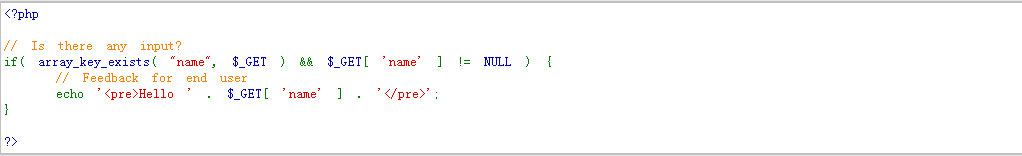 <?php
// Is there any input?
if( array_key_exists( "name", $_GET ) && $_GET[ 'name' ] != NULL ) {
// Feedback for end user
echo '<pre>Hello ' . $_GET[ 'name' ] . '</pre>';
}
?>